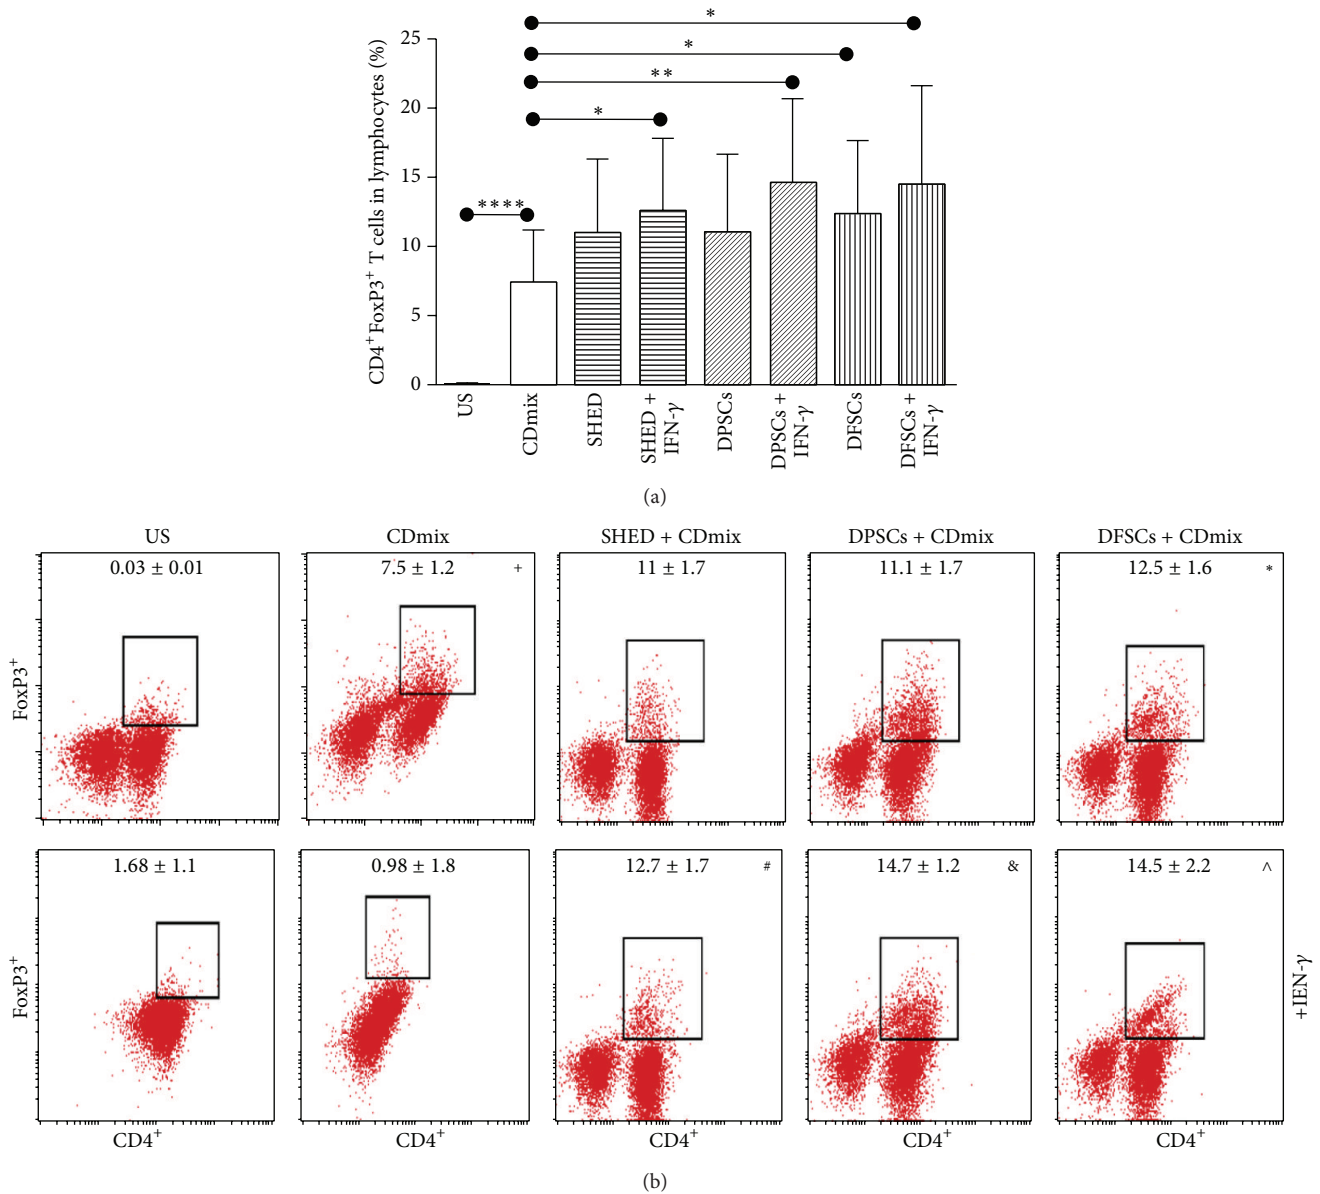 *
*
**
*
****
25
20
15
10
5
0
CD4+FoxP3+ T cells in lymphocytes (%)
US
CDmix
SHED
SHED +
IFN-γ
DPSCs
DPSCs +
IFN-γ
DFSCs
DFSCs +
IFN-γ
(a)
US
CDmix
SHED + CDmix
DPSCs + CDmix
DFSCs + CDmix
0.03 ± 0.01
7.5 ± 1.2 +
11 ± 1.7
11.1 ± 1.7
12.5 ± 1.6 *
FoxP3+
1.68 ± 1.1
0.98 ± 1.8
12.7 ± 1.7 #
14.7 ± 1.2 &
14.5 ± 2.2 ^
FoxP3+
+IEN-γ
CD4+
CD4+
CD4+
CD4+
CD4+
(b)